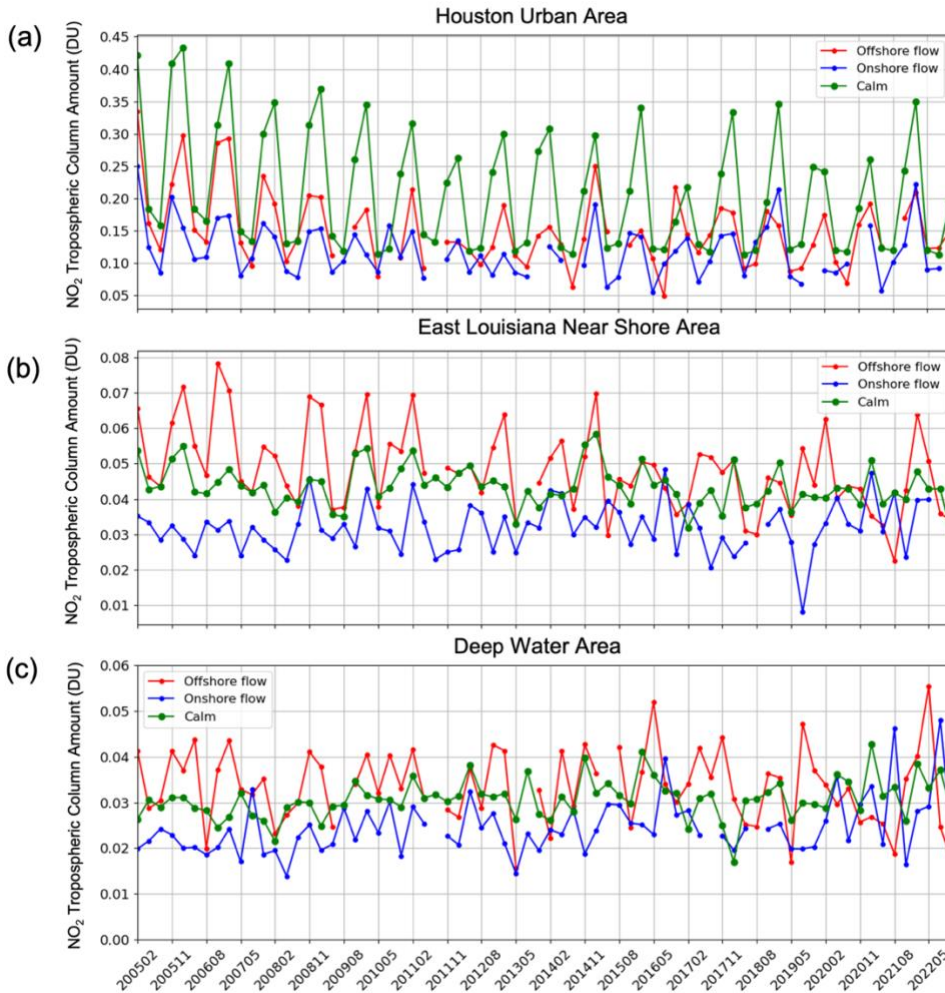 (a)
Houston Urban Area
NO₂ Topospheric Column Amount (DU)
0.45
0.40
0.35
0.30
0.25
0.20
0.15
0.10
0.05
Offshore flow
Onshore flow
Calm
(b)
East Louisiana Near Shore Area
NO₂ Topospheric Column Amount (DU)
0.08
0.07
0.06
0.05
0.04
0.03
0.02
0.01
Offshore flow
Onshore flow
Calm
(c)
Deep Water Area
NO₂ Topospheric Column Amount (DU)
0.06
0.05
0.04
0.03
0.02
0.01
0.00
Offshore flow
Onshore flow
Calm
200502
200511
200608
200705
200802
200811
200908
201005
201102
201111
201208
201305
201402
201411
201508
201605
201702
201711
201808
201905
202002
202011
202108
202205